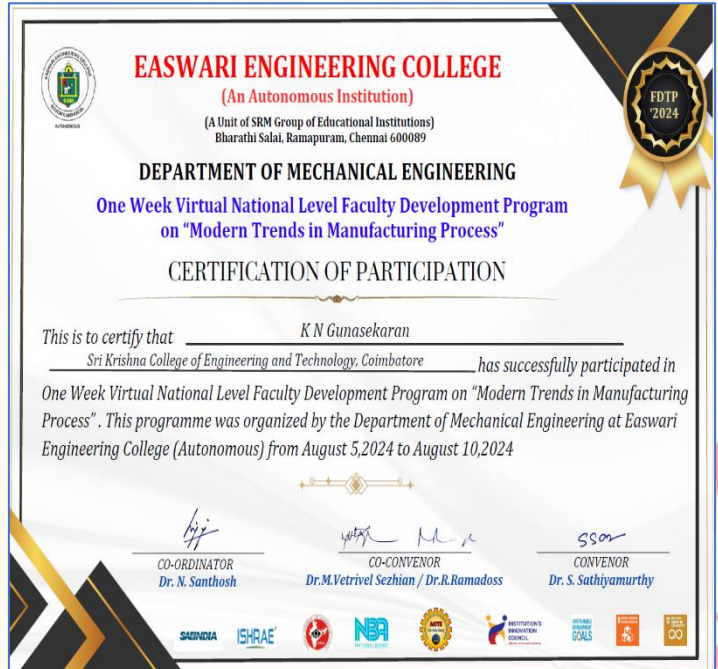 EASWARI ENGINEERING COLLEGE
(An Autonomous Institution)
(A Unit of SRM Group of Educational Institutions)
Bharathi Salai, Ramapuram, Chennai 600089
AUTONOMOUS
FDTP
'2024
DEPARTMENT OF MECHANICAL ENGINEERING
One Week Virtual National Level Faculty Development Program
on “Modern Trends in Manufacturing Process”
CERTIFICATION OF PARTICIPATION
This is to certify that K N Gunasekaran
Sri Krishna College of Engineering and Technology, Coimbatore has successfully participated in
One Week Virtual National Level Faculty Development Program on “Modern Trends in Manufacturing
Process” . This programme was organized by the Department of Mechanical Engineering at Easwari
Engineering College (Autonomous) from August 5,2024 to August 10,2024
CO-ORDINATOR
Dr. N. Santhosh
CO-CONVENOR
Dr.M.Vetrivel Sezhian / Dr.R.Ramadoss
CONVENOR
Dr. S. Sathiyamurthy
SAEINDIA
ISHRAE
NBA
AICTE
INSTITUTION'S
INNOVATION
COUNCIL
GOALS